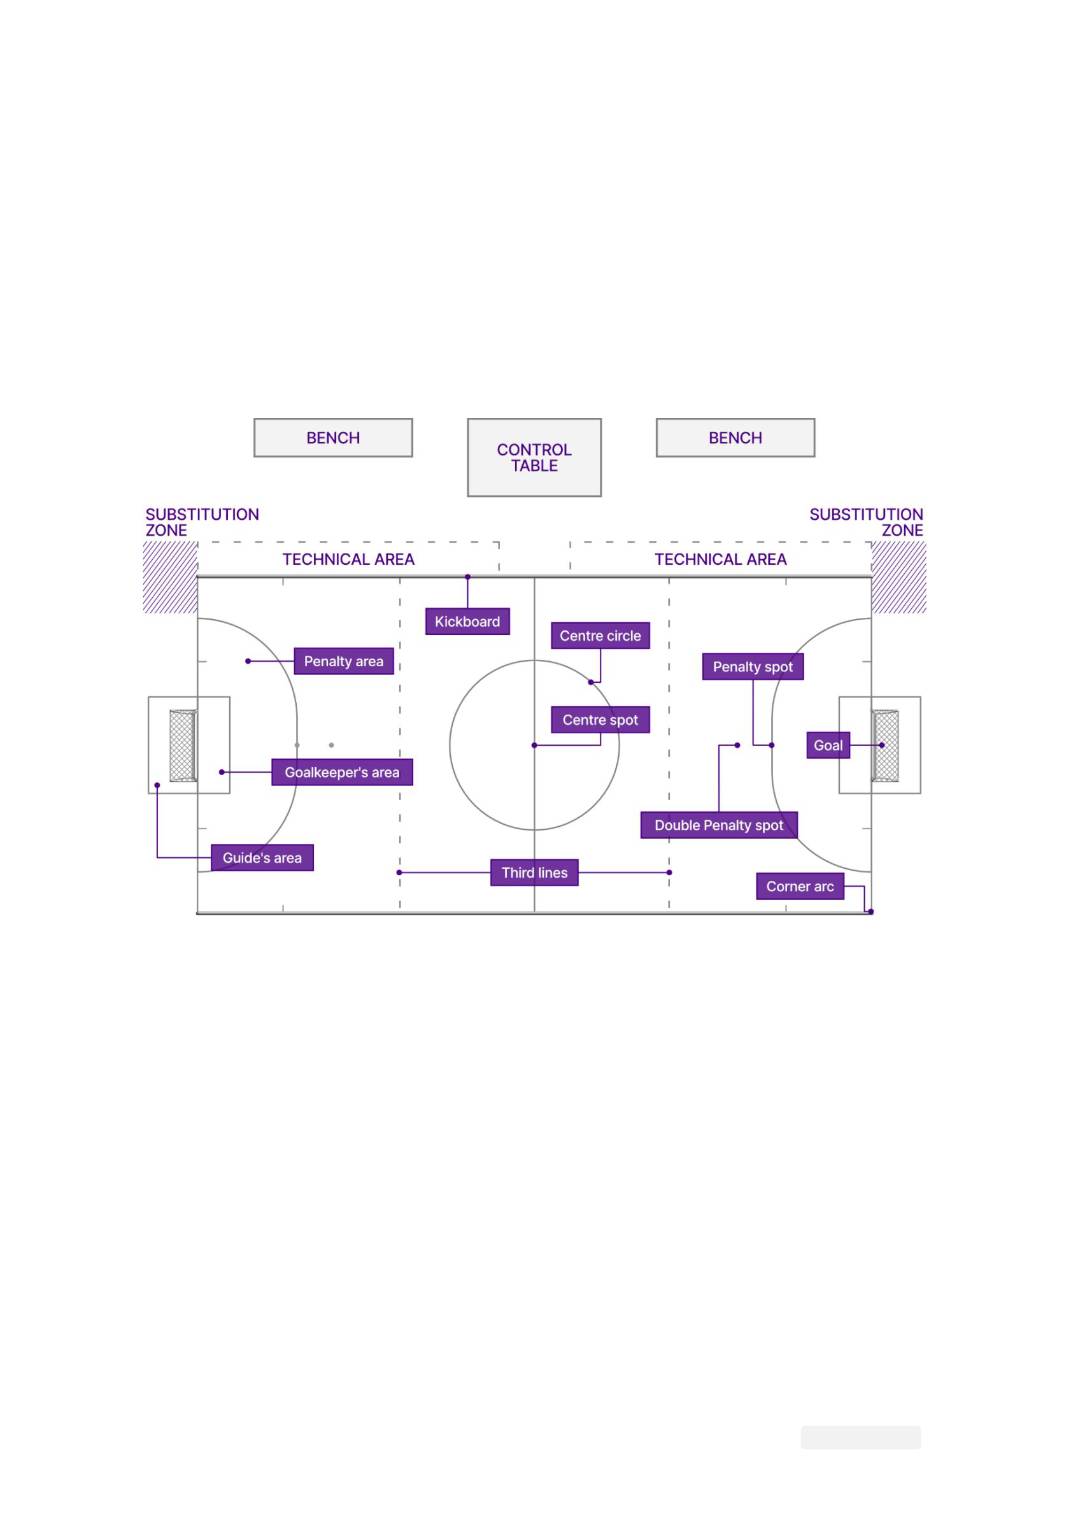 BENCH
CONTROL
TABLE
BENCH
SUBSTITUTION
ZONE
SUBSTITUTION
ZONE
TECHNICAL AREA
TECHNICAL AREA
Kickboard
Centre circle
Penalty area
Penalty spot
Centre spot
Goal
Goalkeeper's area
Double Penalty spot
Guide's area
Third lines
Corner arc